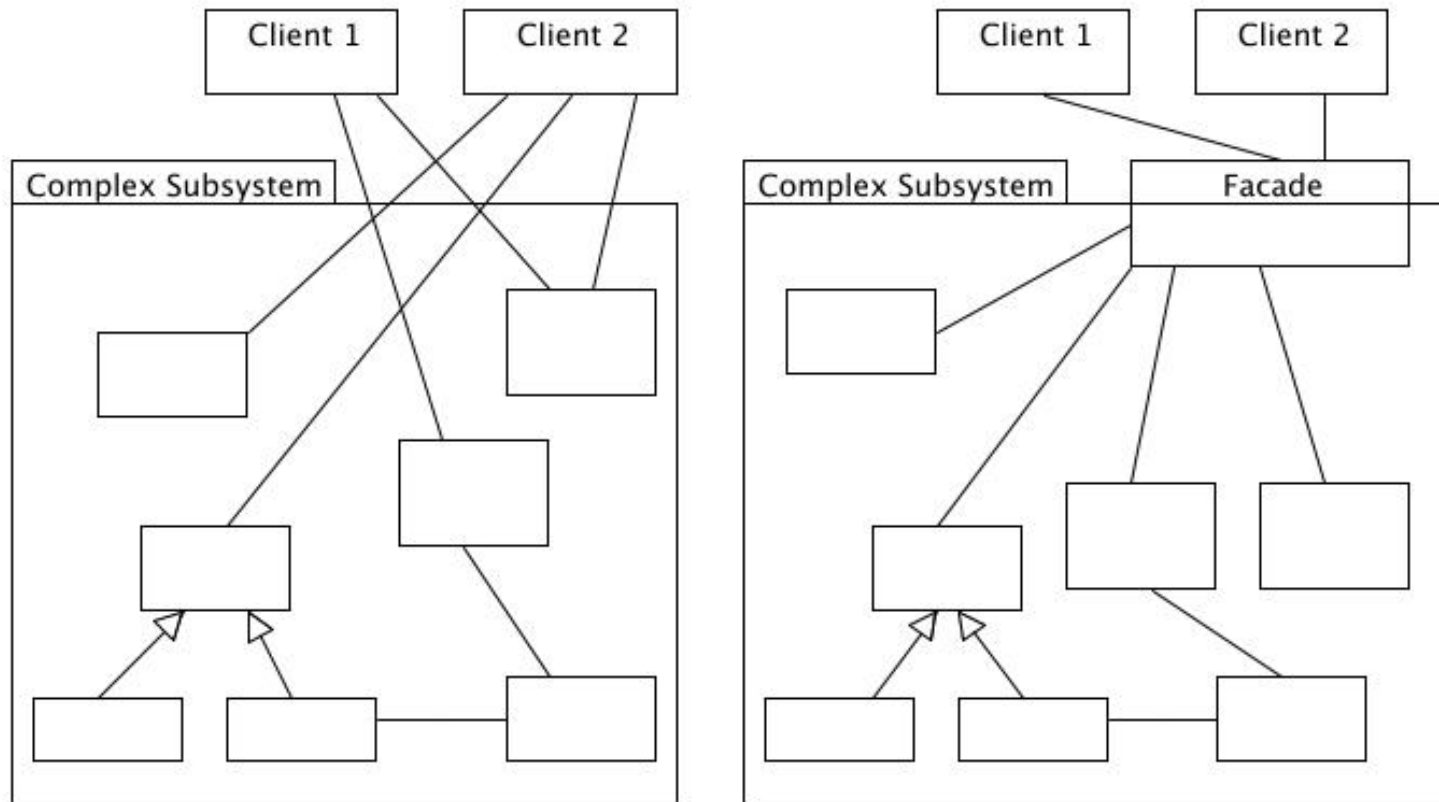 Client 1
Client 2
Complex Subsystem
Client 1
Client 2
Complex Subsystem
Facade